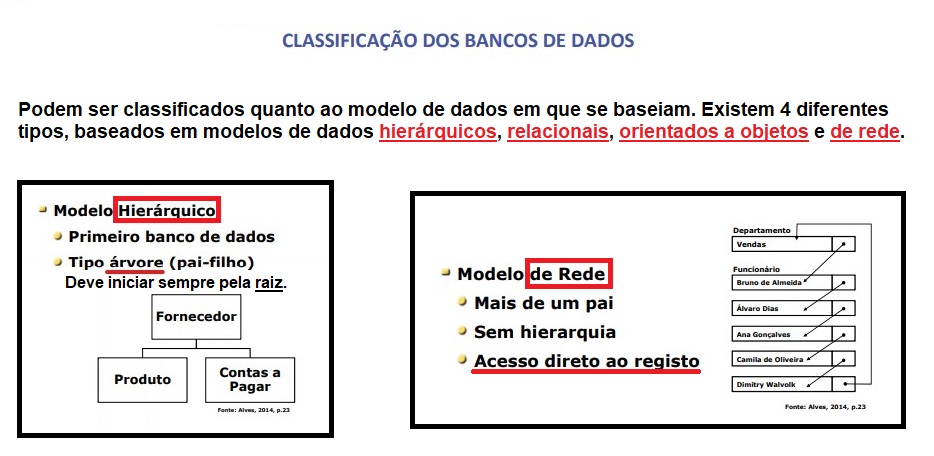 CLASSIFICAÇÃO DOS BANCOS DE DADOS
Podem ser classificados quanto ao modelo de dados em que se baseiam. Existem 4 diferentes
tipos, baseados em modelos de dados hierárquicos, relacionais, orientados a objetos e de rede.
Modelo Hierárquico
Primeiro banco de dados
Tipo árvore (pai-filho)
Deve iniciar sempre pela raiz.
Fornecedor
Produto
Contas a
Pagar
Fonte: Alves, 2014, p.23
Modelo de Rede
Mais de um pai
Sem hierarquia
Acesso direto ao registo
Departamento
Vendas
Funcionário
Bruno de Almeida
Álvaro Dias
Ana Gonçalves
Camila de Oliveira
Dimitry Walvolk
Fonte: Alves, 2014, p.23